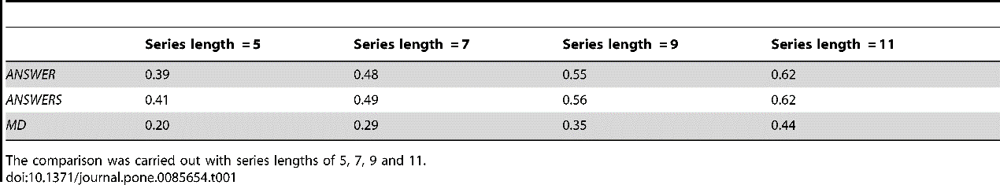 Series length = 5 Series length = 7 Series length = 9 Series length = 11
ANSWER 0.39 0.48 0.55 0.62
ANSWERS 0.41 0.49 0.56 0.62
MD 0.20 0.29 0.35 0.44
The comparison was carried out with series lengths of 5, 7, 9 and 11.
doi:10.1371/journal.pone.0085654.t001